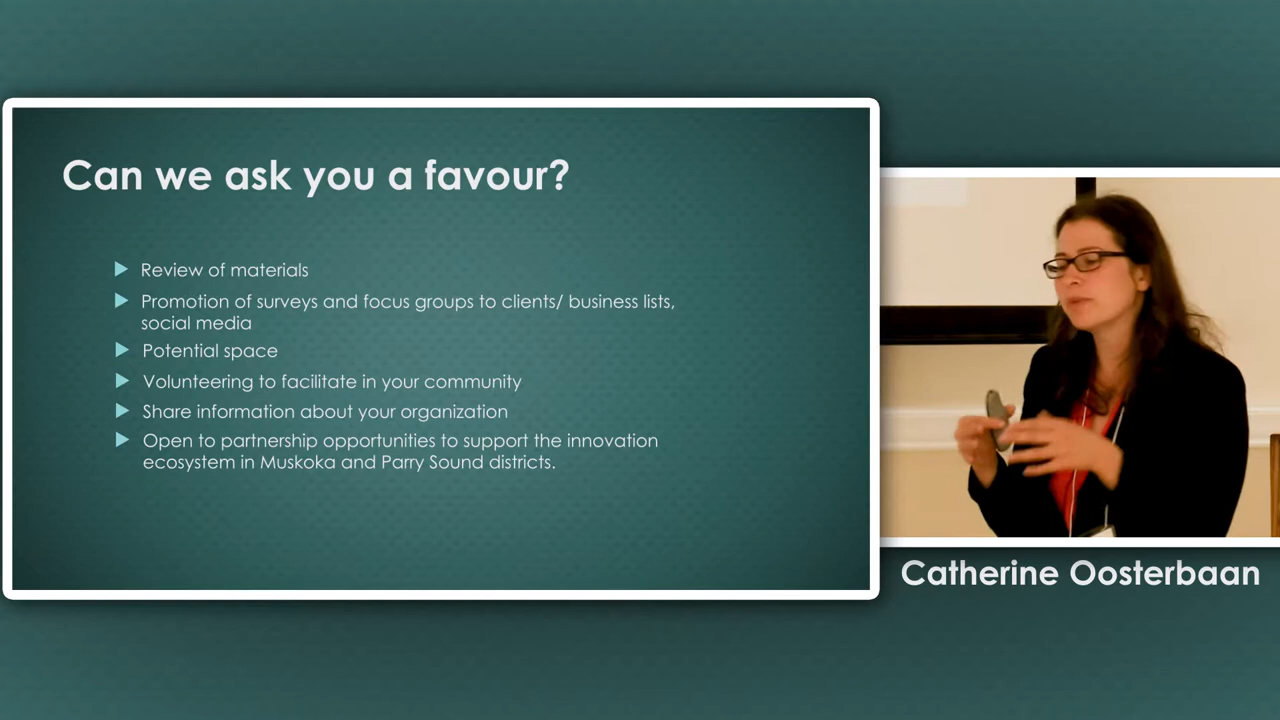 Can we ask you a favour?
Review of materials
Promotion of surveys and focus groups to clients/ business lists,
social media
Potential space
Volunteering to facilitate in your community
Share information about your organization
Open to partnership opportunities to support the innovation
ecosystem in Muskoka and Parry Sound districts.
Catherine Oosterbaan